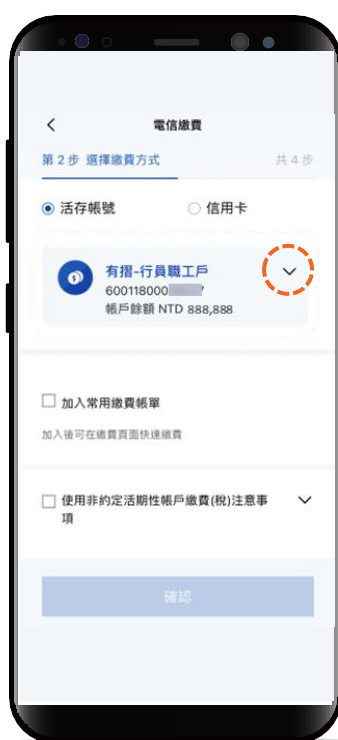 電信繳費
第 2 步 選擇繳費方式 共 4 步
活存帳號 信用卡
有摺-行員職工戶
600118000
帳戶餘額 NTD 888,888
加入常用繳費帳單
加入後可在繳費頁面快速繳費
使用非約定活期性帳戶繳費(稅)注意事
項
確認